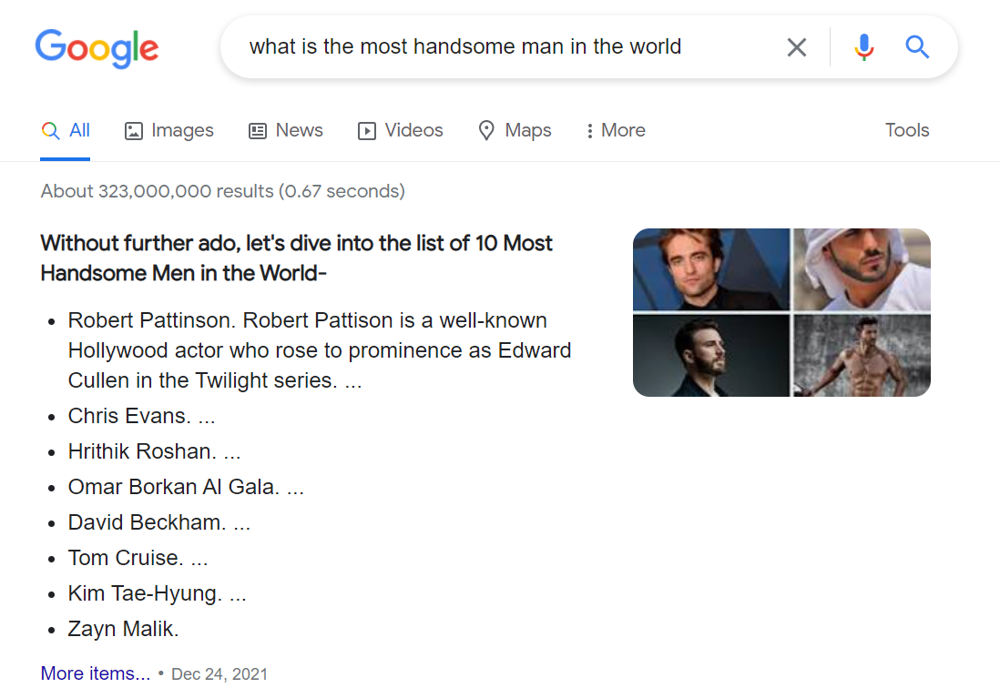 Google
what is the most handsome man in the world
All
Images
News
Videos
Maps
More
Tools
About 323,000,000 results (0.67 seconds)
Without further ado, let's dive into the list of 10 Most
Handsome Men in the World-
• Robert Pattinson. Robert Pattison is a well-known
Hollywood actor who rose to prominence as Edward
Cullen in the Twilight series. ...
• Chris Evans. ...
• Hrithik Roshan. ...
• Omar Borkan Al Gala. ...
• David Beckham. ...
• Tom Cruise. ...
• Kim Tae-Hyung. ...
• Zayn Malik.
More items... • Dec 24, 2021